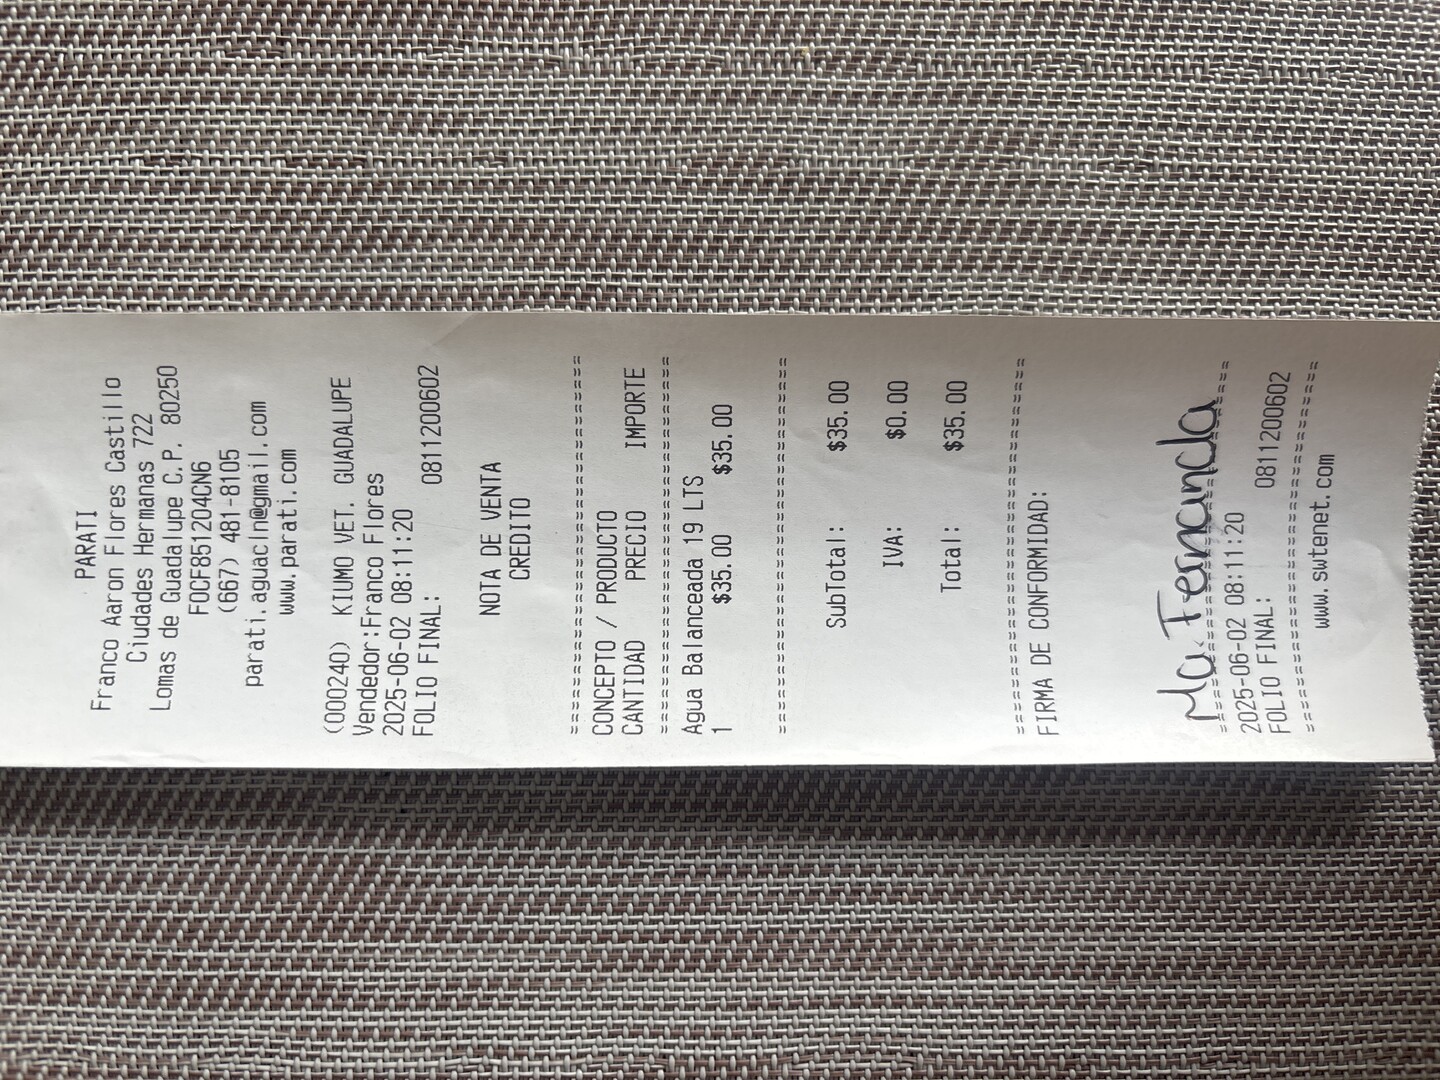 PARATI
Franco Aaron Flores Castillo
Ciudades Hermanas 722
Lomas de Guadalupe C.P. 80250
FOCF851204CN6
(667) 481-8105
parati.aguacln@gmail.com
www.parati.com
(000240) KIUMO VET. GUADALUPE
Vendedor:Franco Flores
2025-06-02 08:11:20
FOLIO FINAL: 0811200602
NOTA DE VENTA
CREDITO
CONCEPTO / PRODUCTO
CANTIDAD PRECIO IMPORTE
Agua Balanceada 19 LTS
1 $35.00 $35.00
SubTotal: $35.00
IVA: $0.00
Total: $35.00
FIRMA DE CONFORMIDAD:
Ma. Fernanda
2025-06-02 08:11:20
FOLIO FINAL: 0811200602
www.swtenet.com